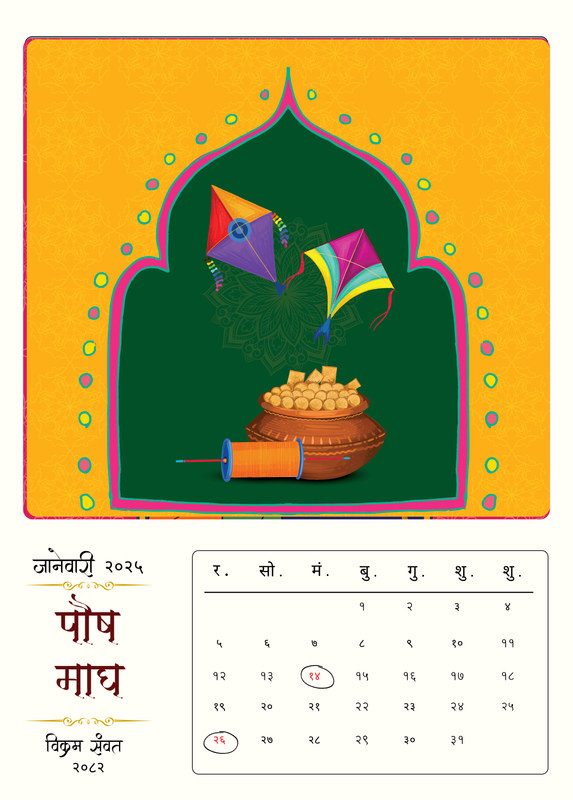 जानेवारी २०२५
पौष
माघ
विक्रम संवत
२०८२
र. सो. मं. बु. गु. शु. शु.
१ २ ३ ४
५ ६ ७ ८ ९ १० ११
१२ १३ १४ १५ १६ १७ १८
१९ २० २१ २२ २३ २४ २५
२६ २७ २८ २९ ३० ३१